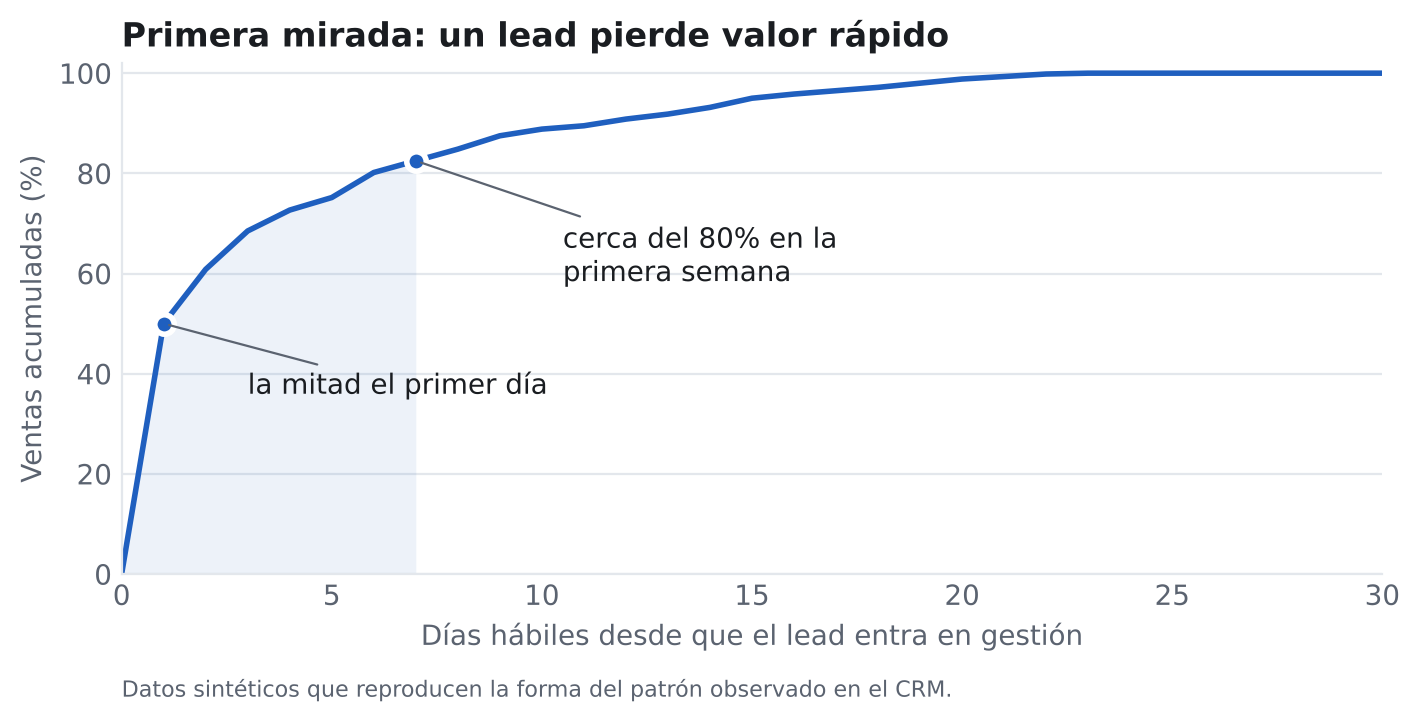 Primera mirada: un lead pierde valor rápido
Ventas acumuladas (%)
100
80
60
40
20
0
cerca del 80% en la
primera semana
la mitad el primer día
0 5 10 15 20 25 30
Días hábiles desde que el lead entra en gestión
Datos sintéticos que reproducen la forma del patrón observado en el CRM.